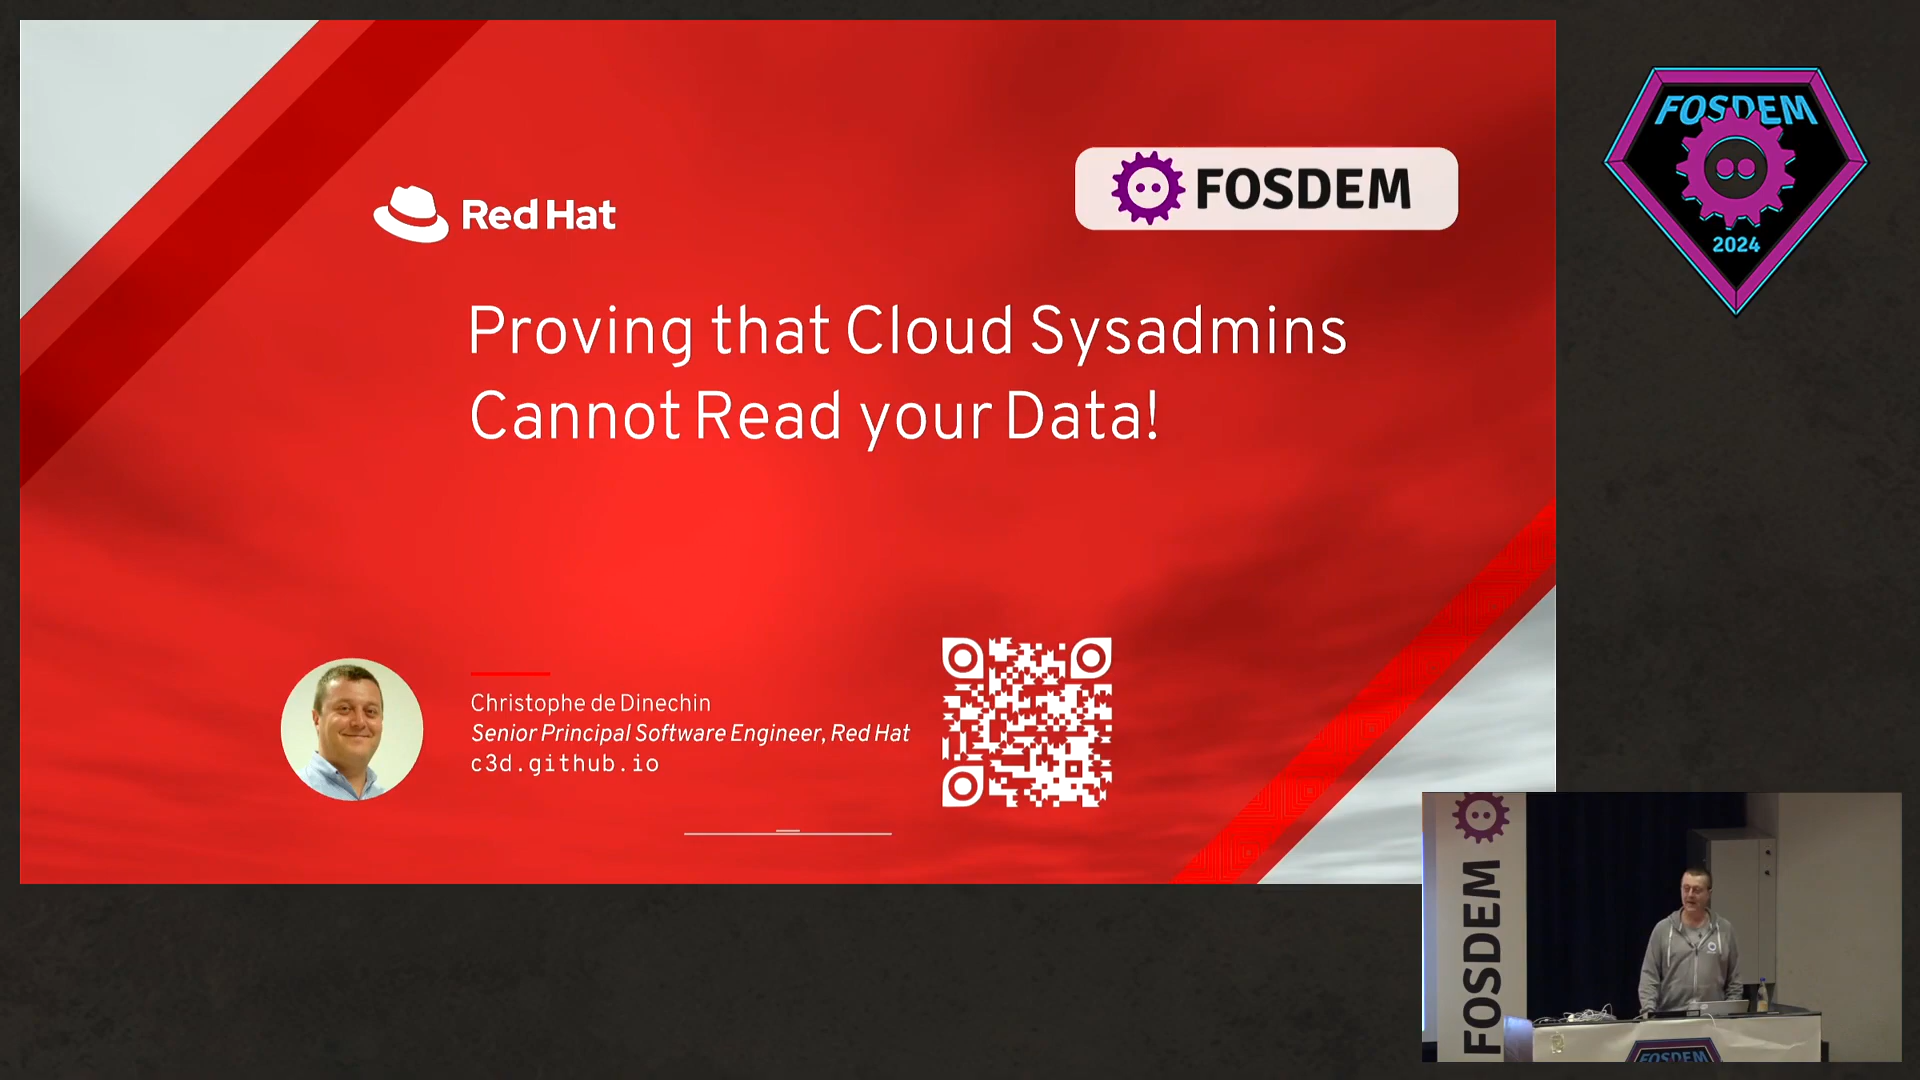 Red Hat
FOSDEM
Proving that Cloud Sysadmins
Cannot Read your Data!
Christophe de Dinechin
Senior Principal Software Engineer, Red Hat
c3d.github.io
FOSDEM
2024
FOSDEM
FOSDEM